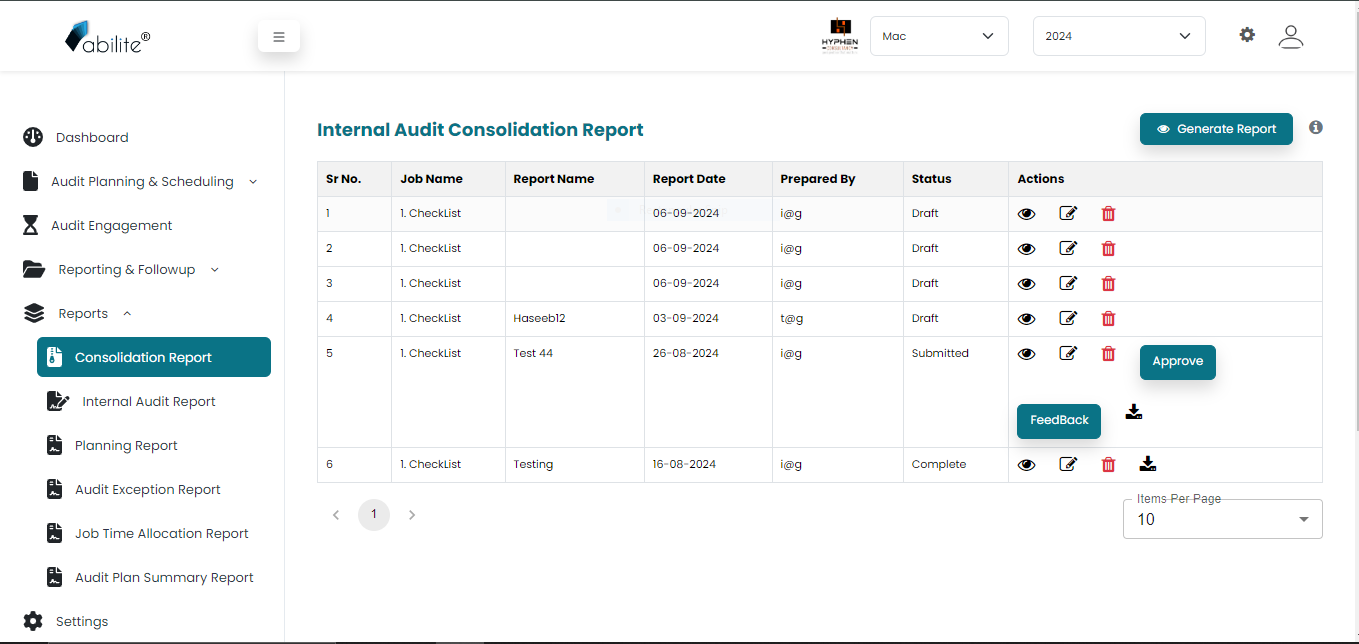 abilite®
HYPHEN
CONSULTANCY
Mac
2024
Dashboard
Audit Planning & Scheduling
Audit Engagement
Reporting & Followup
Reports
Consolidation Report
Internal Audit Report
Planning Report
Audit Exception Report
Job Time Allocation Report
Audit Plan Summary Report
Settings
Internal Audit Consolidation Report
Generate Report
Sr No. Job Name Report Name Report Date Prepared By Status Actions
1 1. CheckList 06-09-2024 i@g Draft
2 1. CheckList 06-09-2024 i@g Draft
3 1. CheckList 06-09-2024 i@g Draft
4 1. CheckList Haseeb12 03-09-2024 t@g Draft
5 1. CheckList Test 44 26-08-2024 i@g Submitted Approve
FeedBack
6 1. CheckList Testing 16-08-2024 i@g Complete
1
Items Per Page
10